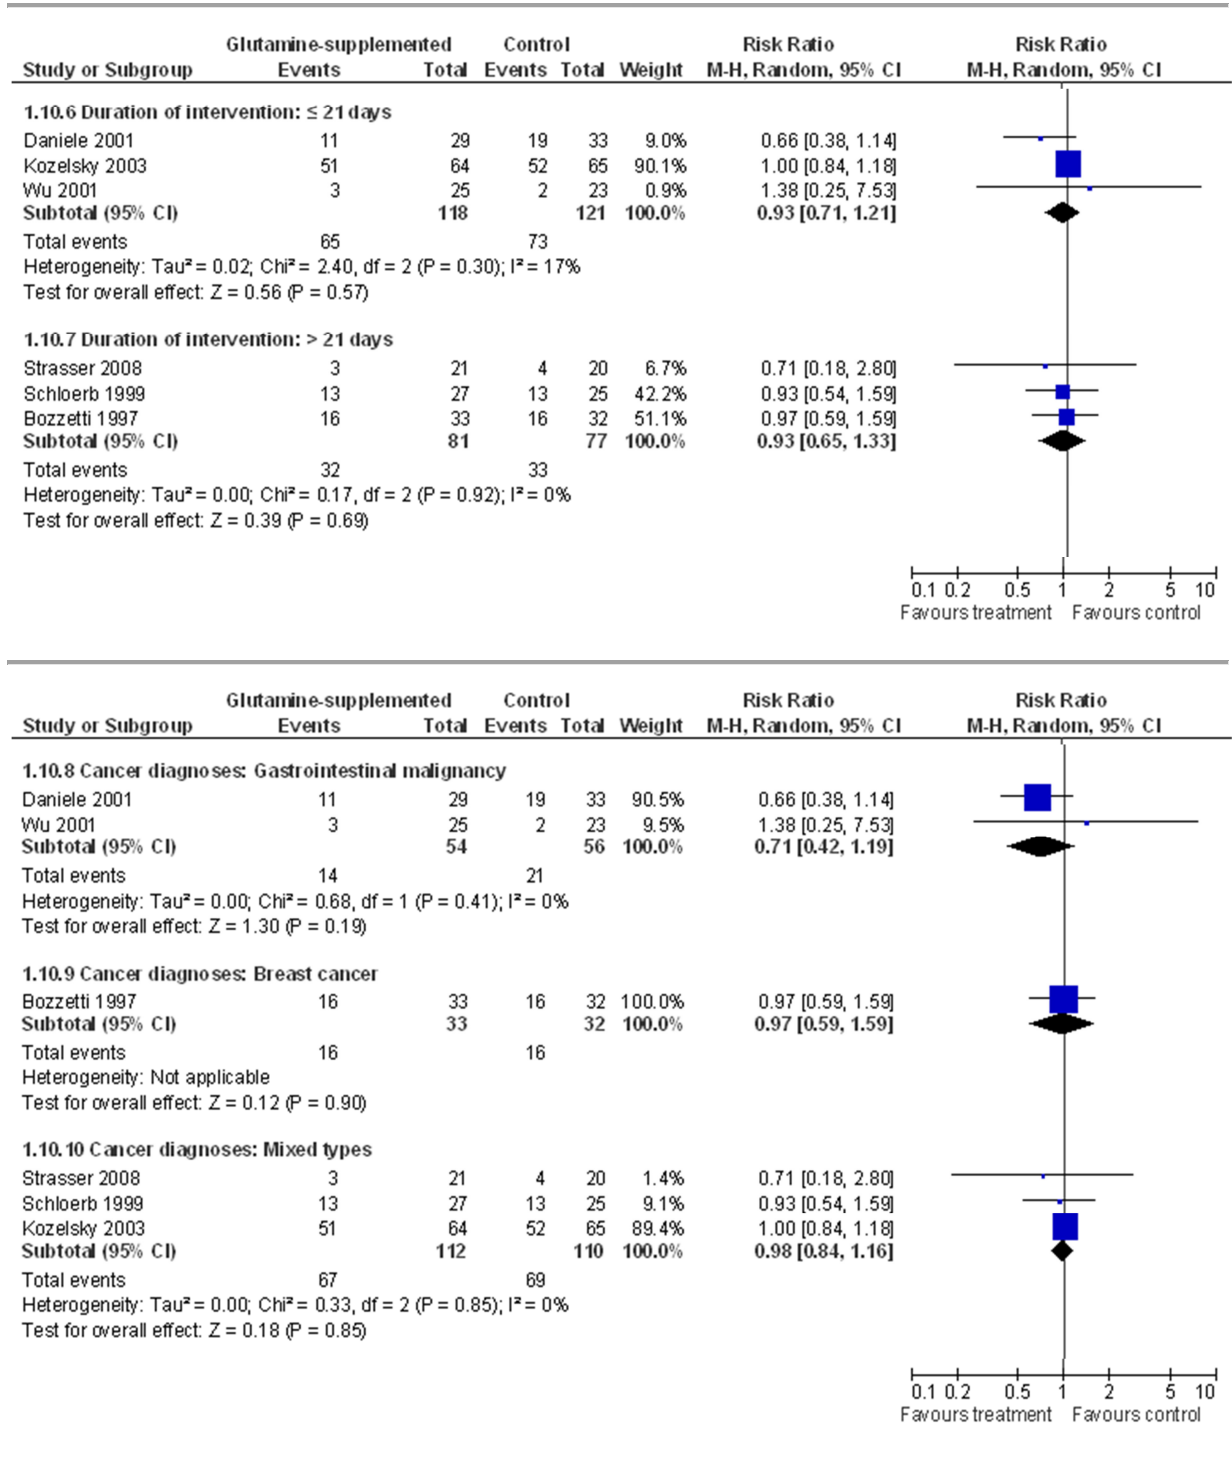 Glutamine-supplemented Control Risk Ratio Risk Ratio
Study or Subgroup Events Total Events Total Weight M-H, Random, 95% CI M-H, Random, 95% CI
1.10.6 Duration of intervention: ≤ 21 days
Daniele 2001 11 29 19 33 9.0% 0.66 [0.38, 1.14]
Kozelsky 2003 51 64 52 65 90.1% 1.00 [0.84, 1.18]
Wu 2001 3 25 2 23 0.9% 1.38 [0.25, 7.53]
Subtotal (95% CI) 118 121 100.0% 0.93 [0.71, 1.21]
Total events 65 73
Heterogeneity: Tau² = 0.02; Chi² = 2.40, df = 2 (P = 0.30); I² = 17%
Test for overall effect: Z = 0.56 (P = 0.57)
1.10.7 Duration of intervention: > 21 days
Strasser 2008 3 21 4 20 6.7% 0.71 [0.18, 2.80]
Schloerb 1999 13 27 13 25 42.2% 0.93 [0.54, 1.59]
Bozzetti 1997 16 33 16 32 51.1% 0.97 [0.59, 1.59]
Subtotal (95% CI) 81 77 100.0% 0.93 [0.65, 1.33]
Total events 32 33
Heterogeneity: Tau² = 0.00; Chi² = 0.17, df = 2 (P = 0.92); I² = 0%
Test for overall effect: Z = 0.39 (P = 0.69)
0.1 0.2 0.5 1 2 5 10
Favours treatment Favours control
Glutamine-supplemented Control Risk Ratio Risk Ratio
Study or Subgroup Events Total Events Total Weight M-H, Random, 95% CI M-H, Random, 95% CI
1.10.8 Cancer diagnoses: Gastrointestinal malignancy
Daniele 2001 11 29 19 33 90.5% 0.66 [0.38, 1.14]
Wu 2001 3 25 2 23 9.5% 1.38 [0.25, 7.53]
Subtotal (95% CI) 54 56 100.0% 0.71 [0.42, 1.19]
Total events 14 21
Heterogeneity: Tau² = 0.00; Chi² = 0.68, df = 1 (P = 0.41); I² = 0%
Test for overall effect: Z = 1.30 (P = 0.19)
1.10.9 Cancer diagnoses: Breast cancer
Bozzetti 1997 16 33 16 32 100.0% 0.97 [0.59, 1.59]
Subtotal (95% CI) 33 32 100.0% 0.97 [0.59, 1.59]
Total events 16 16
Heterogeneity: Not applicable
Test for overall effect: Z = 0.12 (P = 0.90)
1.10.10 Cancer diagnoses: Mixed types
Strasser 2008 3 21 4 20 1.4% 0.71 [0.18, 2.80]
Schloerb 1999 13 27 13 25 9.1% 0.93 [0.54, 1.59]
Kozelsky 2003 51 64 52 65 89.4% 1.00 [0.84, 1.18]
Subtotal (95% CI) 112 110 100.0% 0.98 [0.84, 1.16]
Total events 67 69
Heterogeneity: Tau² = 0.00; Chi² = 0.33, df = 2 (P = 0.85); I² = 0%
Test for overall effect: Z = 0.18 (P = 0.85)
0.1 0.2 0.5 1 2 5 10
Favours treatment Favours control